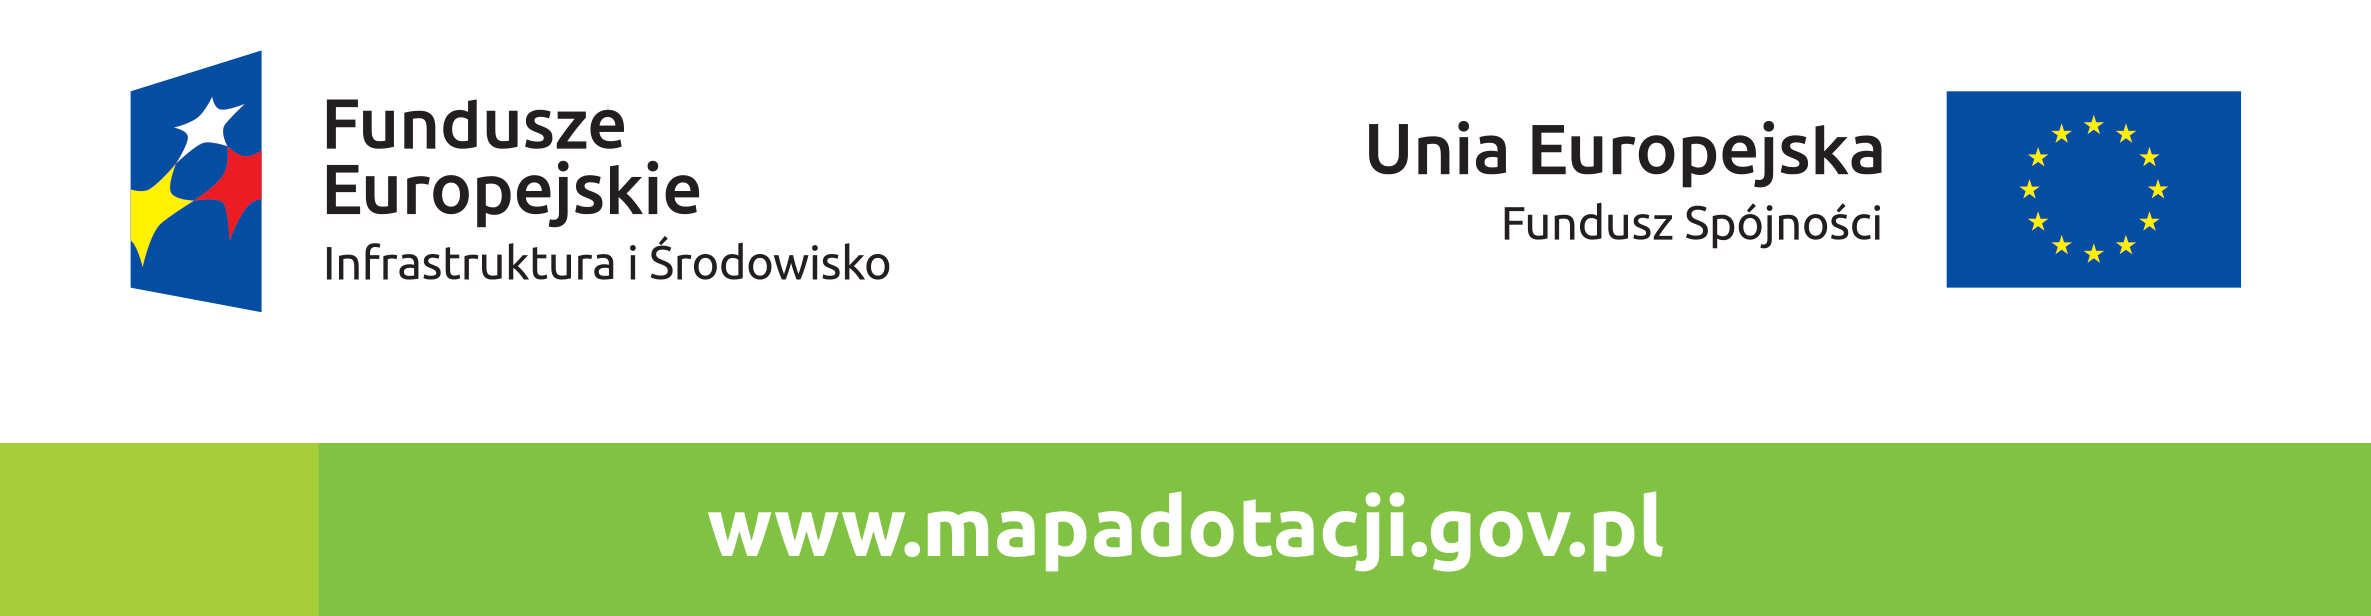 Fundusze
Europejskie
Infrastruktura i Środowisko
Unia Europejska
Fundusz Spójności
www.mapadotacji.gov.pl